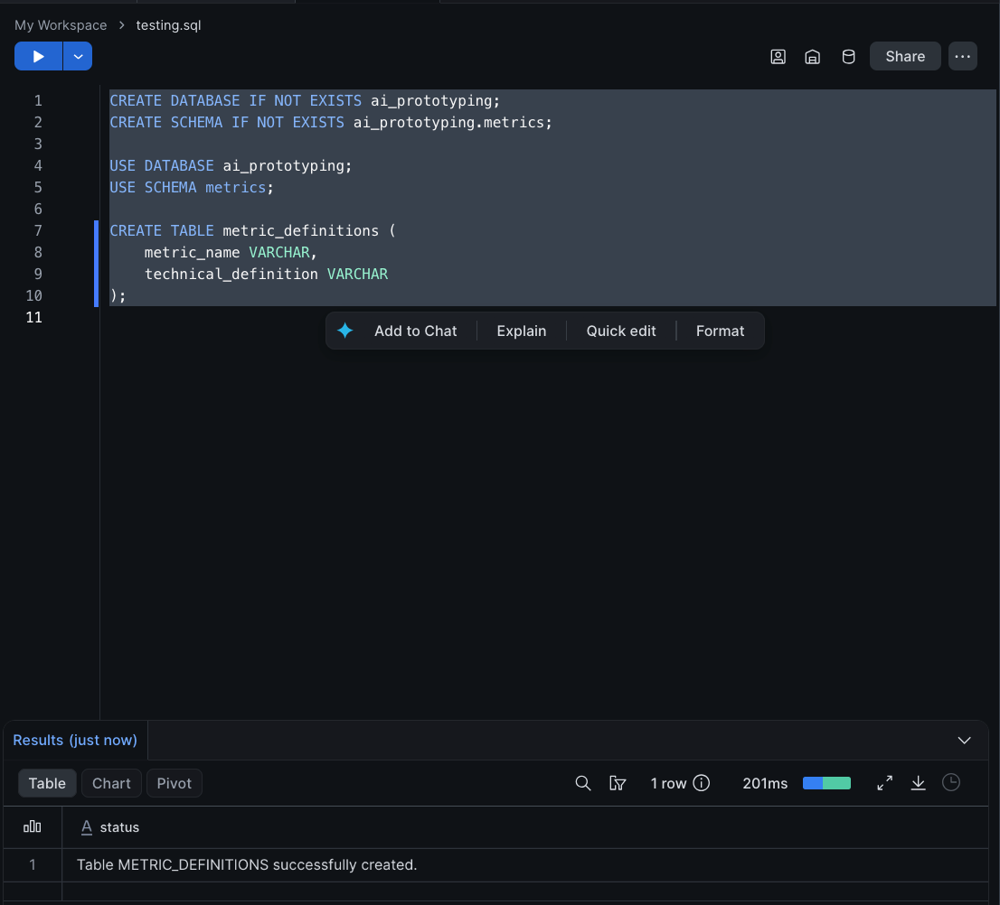 My Workspace > testing.sql
Share ...
1 CREATE DATABASE IF NOT EXISTS ai_prototyping;
2 CREATE SCHEMA IF NOT EXISTS ai_prototyping.metrics;
3
4 USE DATABASE ai_prototyping;
5 USE SCHEMA metrics;
6
7 CREATE TABLE metric_definitions (
8     metric_name VARCHAR,
9     technical_definition VARCHAR
10 );
11
Add to Chat Explain Quick edit Format
Results (just now)
Table Chart Pivot 1 row 201ms
A status
1 Table METRIC_DEFINITIONS successfully created.